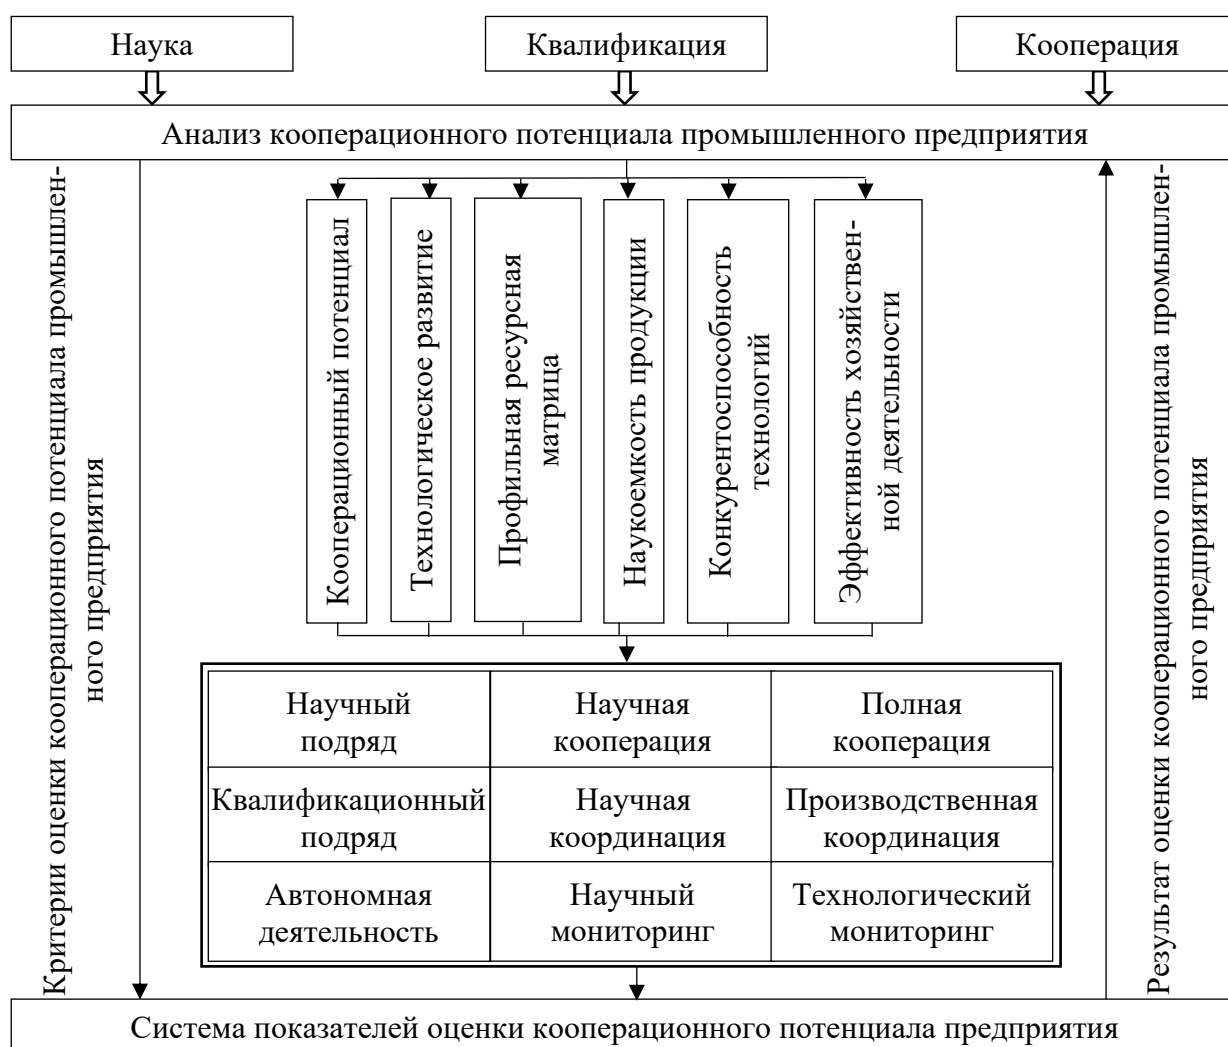 Наука
Квалификация
Кооперация
Анализ кооперационного потенциала промышленного предприятия
Критерии оценки кооперационного потенциала промышлен-
ного предприятия
Кооперационный потенциал
Технологическое развитие
Профильная ресурсная
матрица
Наукоемкость продукции
Конкурентоспособность
технологий
Эффективность хозяйствен-
ной деятельности
Результат оценки кооперационного потенциала промышлен-
ного предприятия
Научный
подряд
Научная
кооперация
Полная
кооперация
Квалификационный
подряд
Научная
координация
Производственная
координация
Автономная
деятельность
Научный
мониторинг
Технологический
мониторинг
Система показателей оценки кооперационного потенциала предприятия